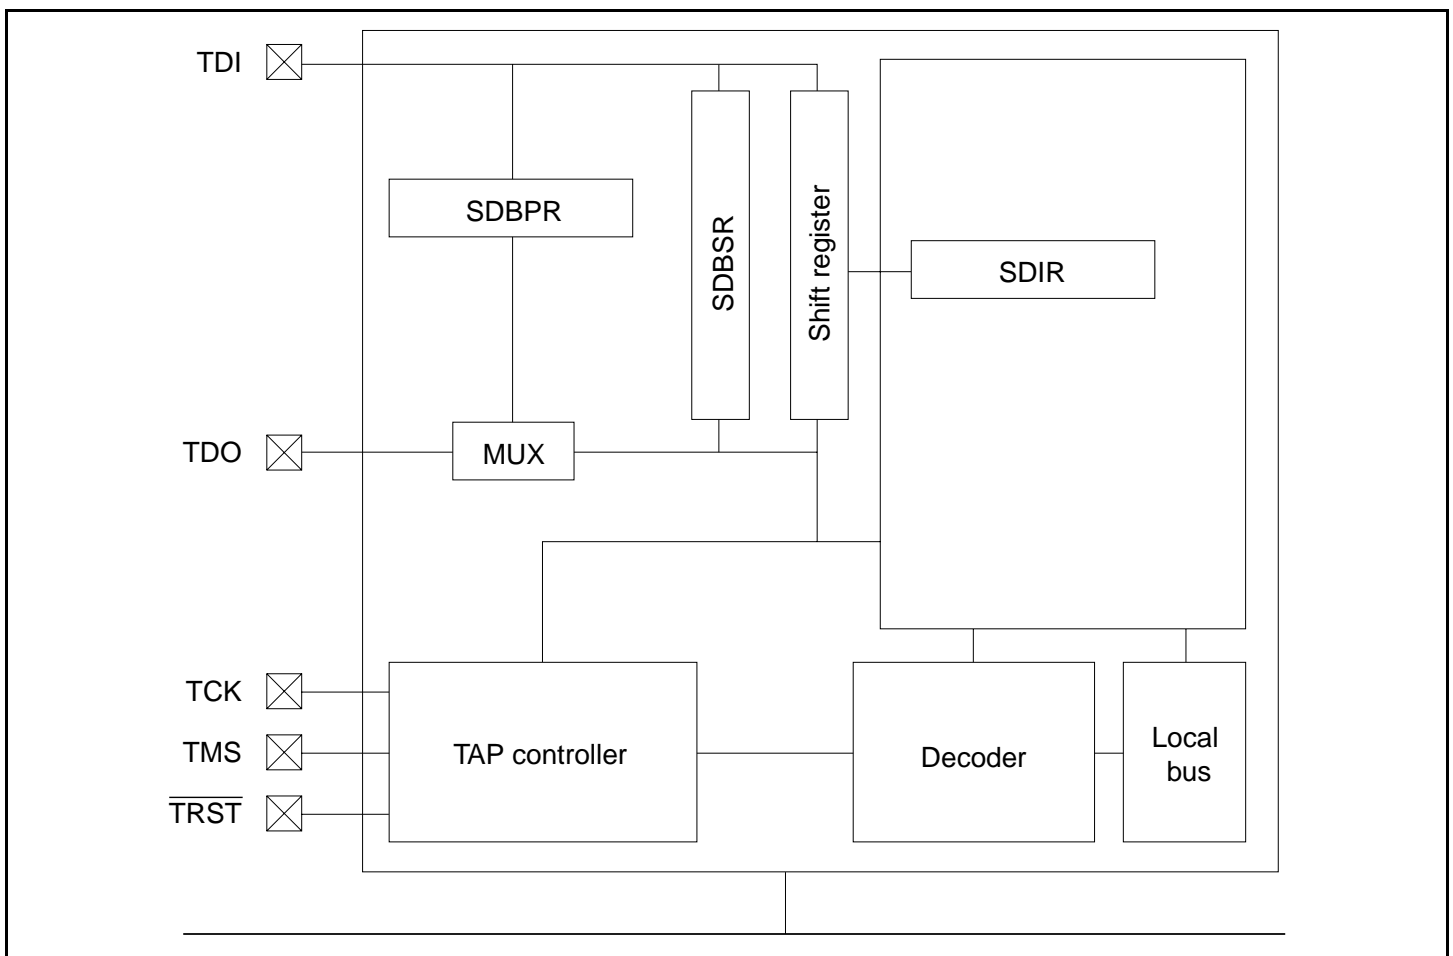 TDI
SDBPR
SDBSR
Shift register
SDIR
TDO
MUX
TCK
TMS
TRST
TAP controller
Decoder
Local
bus